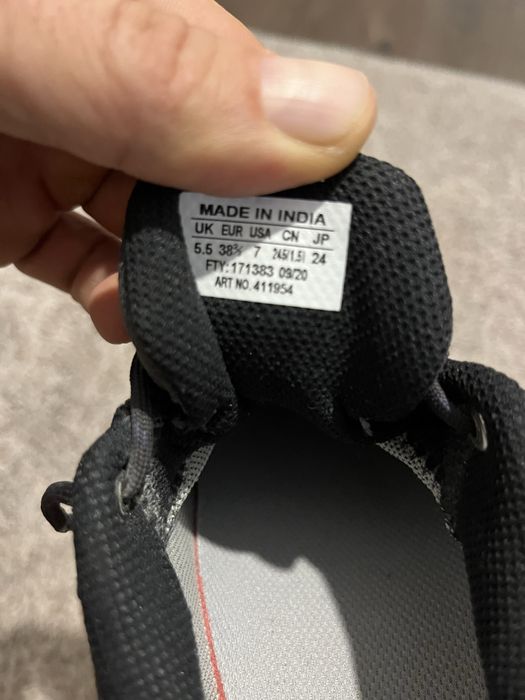 MADE IN INDIA
UK EUR USA CN JP
5.5 38⅔ 7 245(1.5) 24
FTY:171383 09/20
ART NO. 411954